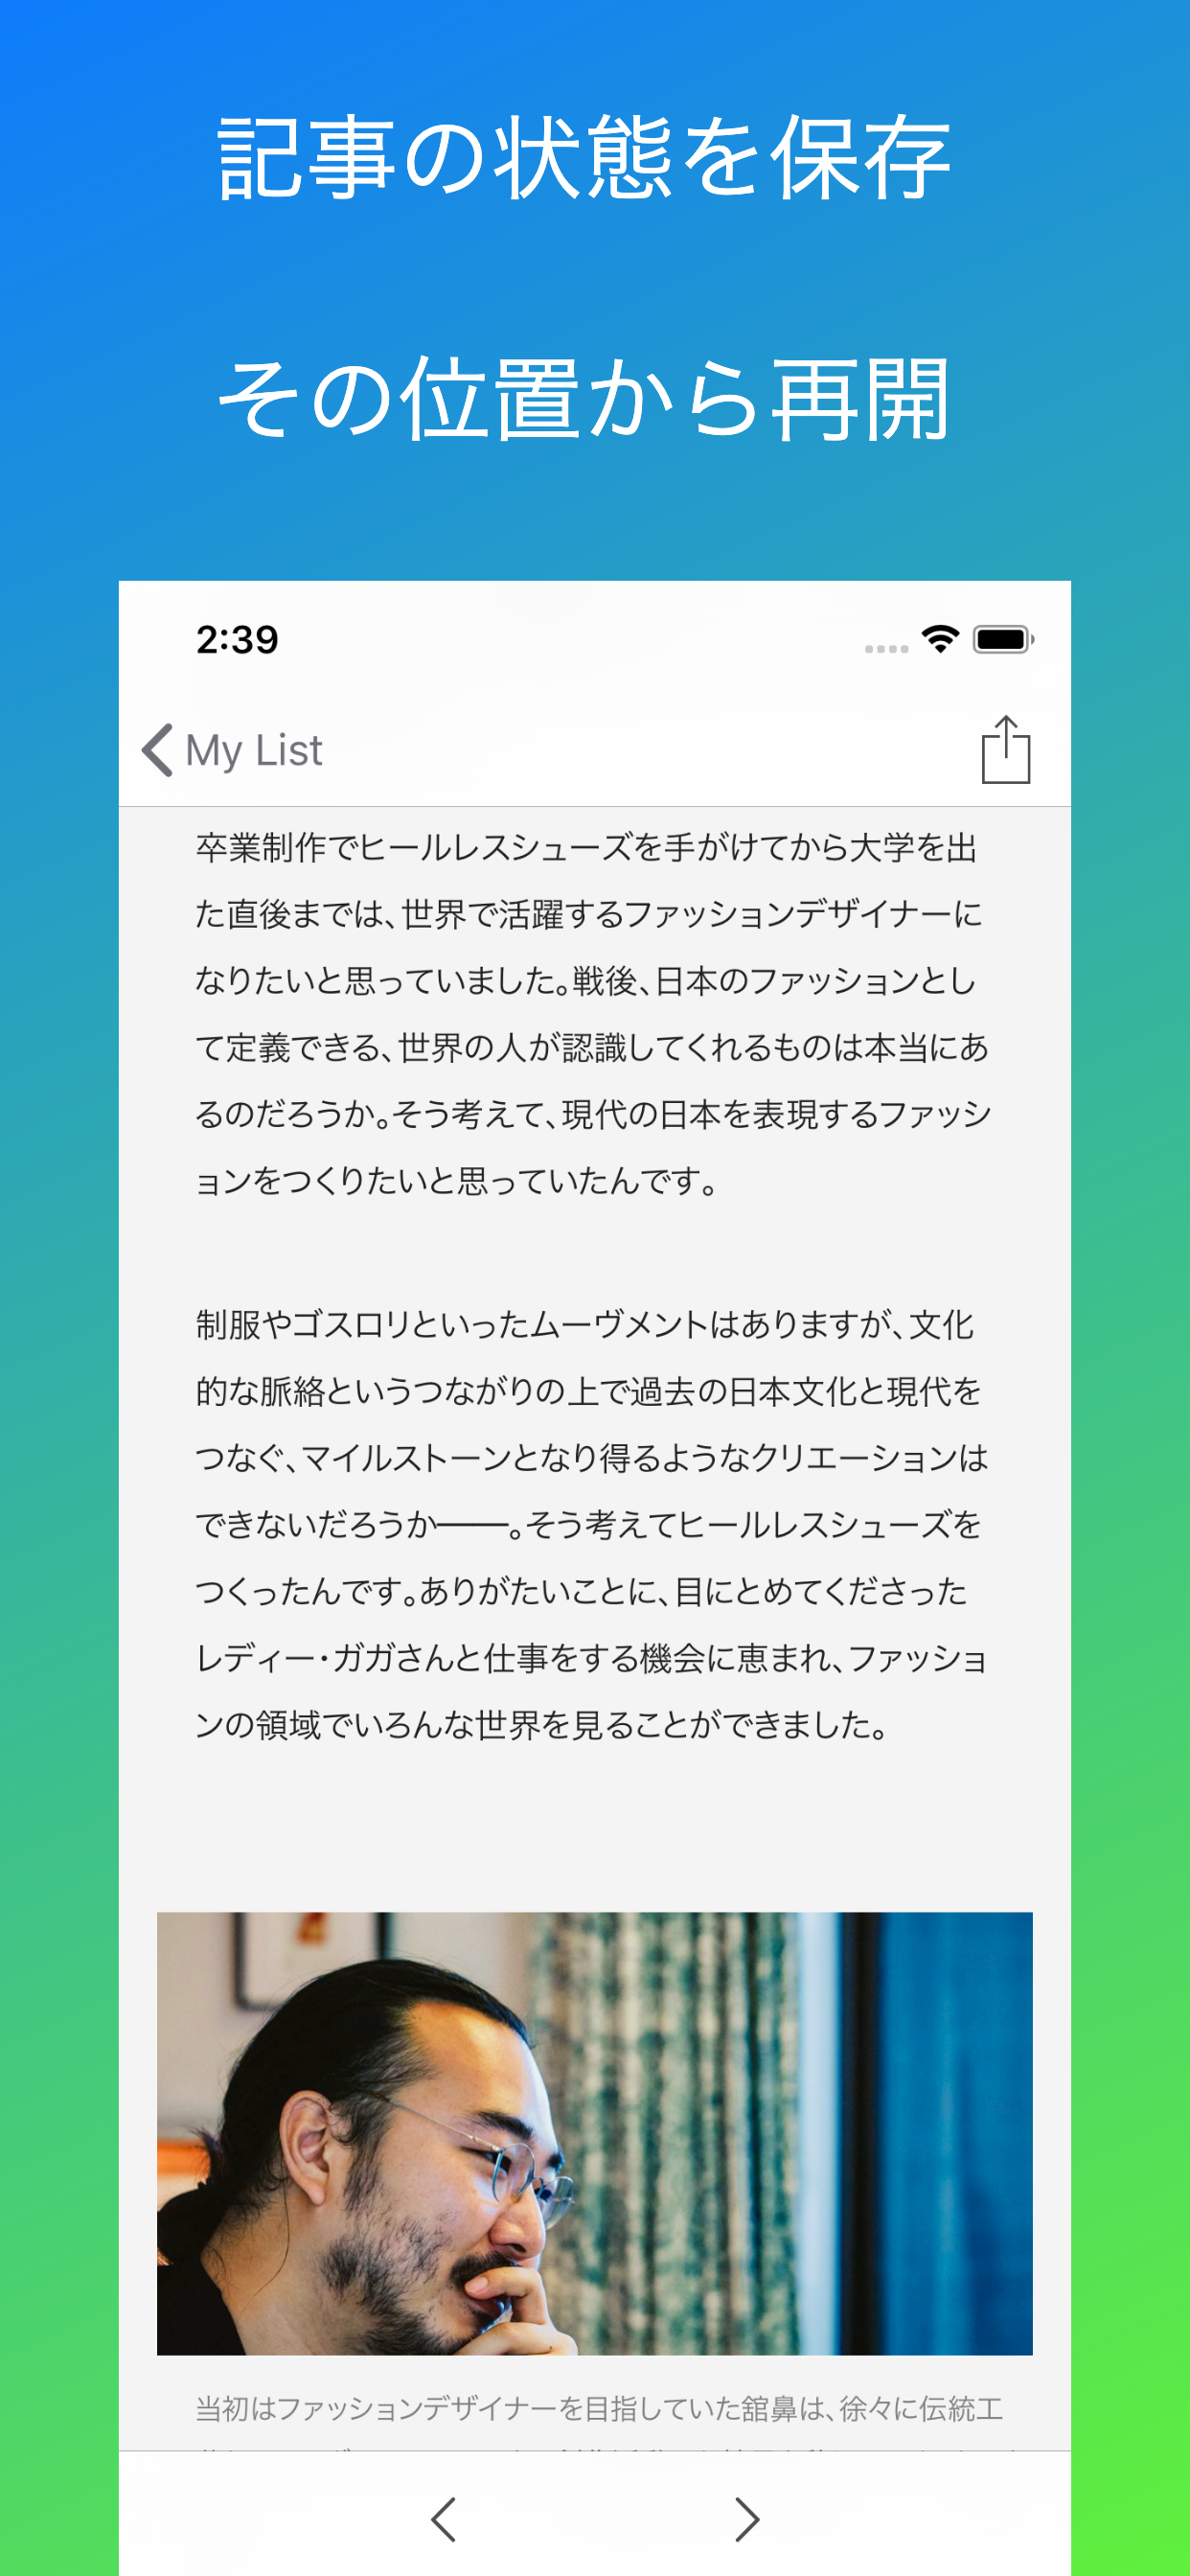 記事の状態を保存
その位置から再開
2:39
My List
卒業制作でヒールレスシューズを手がけてから大学を出
た直後までは、世界で活躍するファッションデザイナーに
なりたいと思っていました。戦後、日本のファッションとし
て定義できる、世界の人が認識してくれるものは本当にあ
るのだろうか。そう考えて、現代の日本を表現するファッシ
ョンをつくりたいと思っていたんです。
制服やゴスロリといったムーヴメントはありますが、文化
的な脈絡というつながりの上で過去の日本文化と現代を
つなぐ、マイルストーンとなり得るようなクリエーションは
できないだろうか——。そう考えてヒールレスシューズを
つくったんです。ありがたいことに、目にとめてくださった
レディー・ガガさんと仕事をする機会に恵まれ、ファッショ
ンの領域でいろんな世界を見ることができました。
当初はファッションデザイナーを目指していた舘鼻は、徐々に伝統工